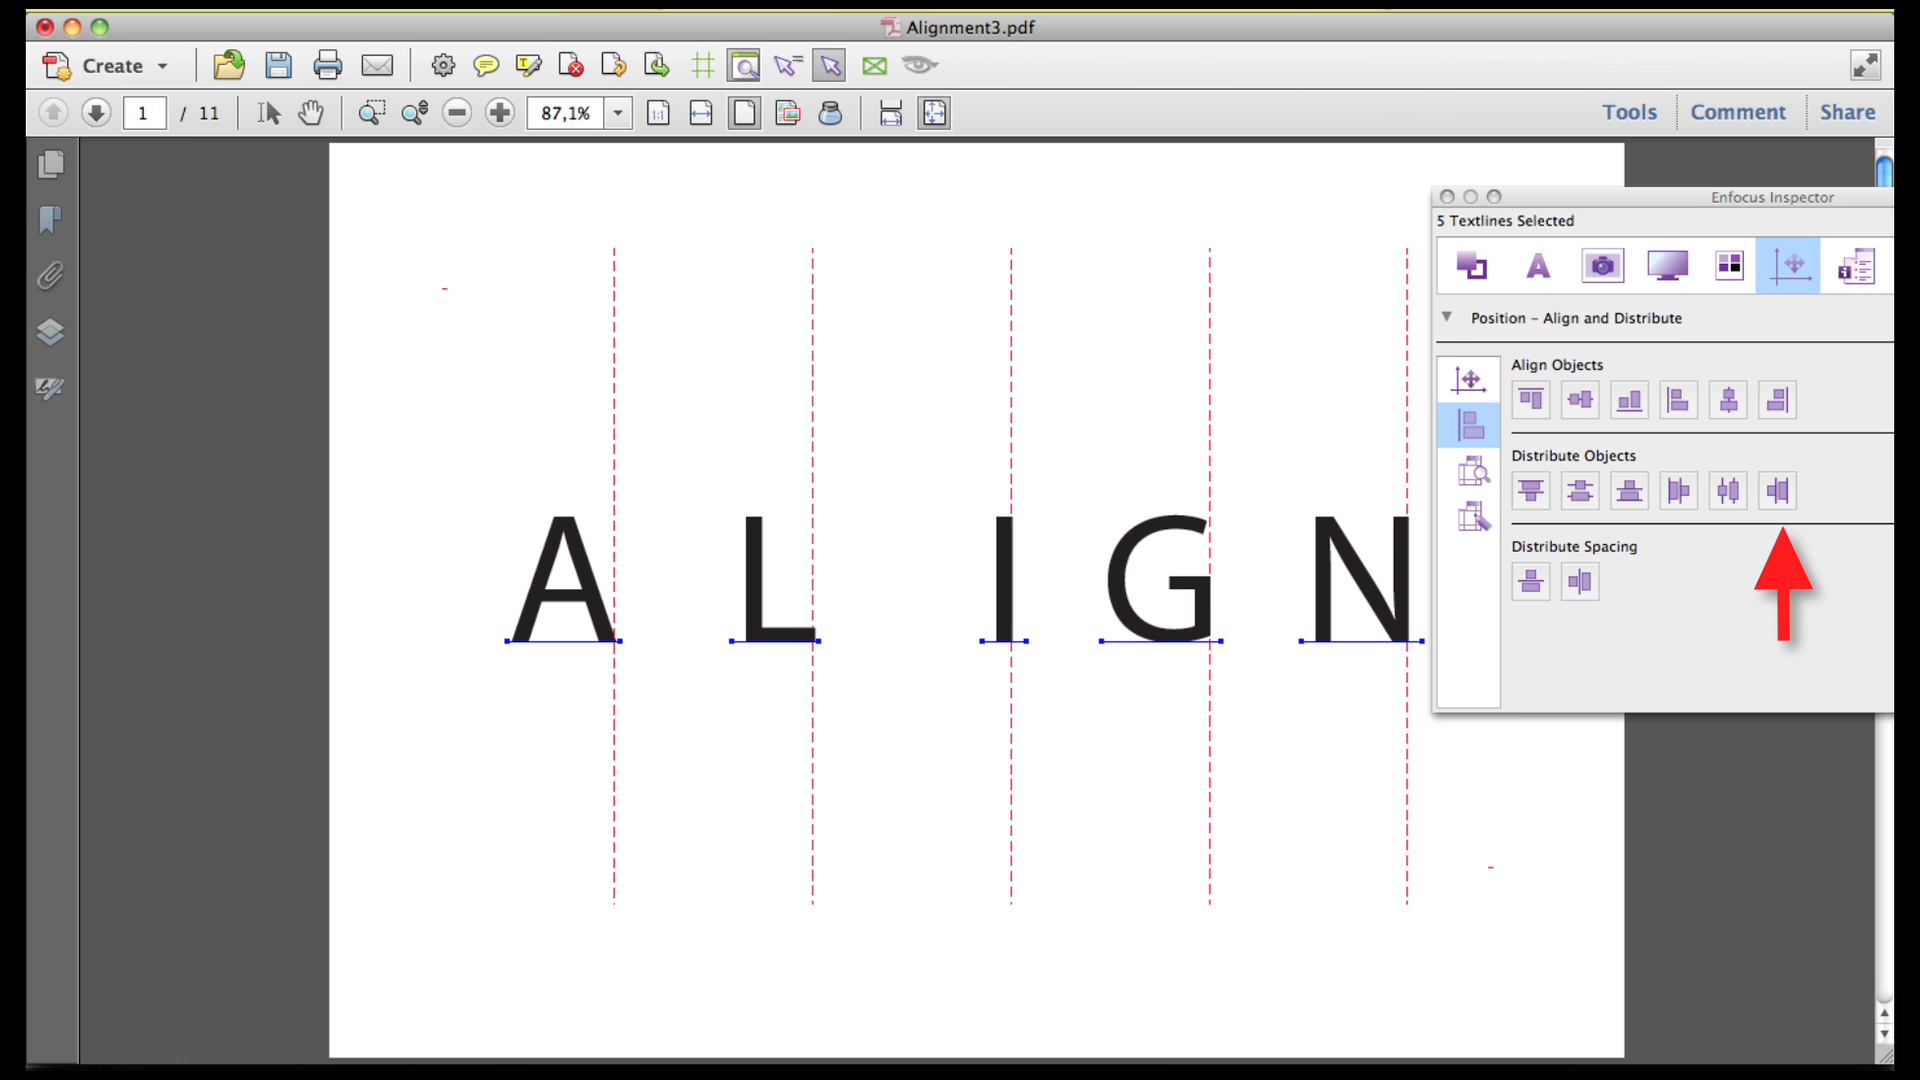 Alignment3.pdf
Create
1 / 11
87,1%
Tools
Comment
Share
Enfocus Inspector
5 Textlines Selected
Position – Align and Distribute
Align Objects
Distribute Objects
Distribute Spacing
A L I G N